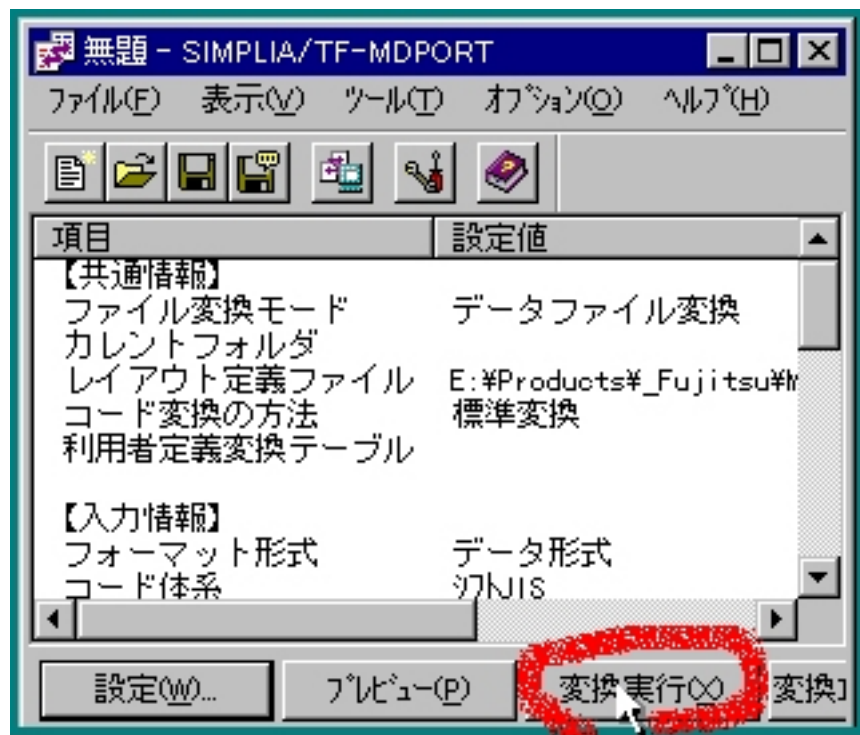 無題 - SIMPLIA/TF-MDPORT
ﾌｧｲﾙ(F) 表示(V) ﾂｰﾙ(T) ｵﾌﾟｼｮﾝ(O) ﾍﾙﾌﾟ(H)
項目 設定値
【共通情報】
ファイル変換モード データファイル変換
カレントフォルダ
レイアウト定義ファイル E:¥Products¥_Fujitsu¥M
コード変換の方法 標準変換
利用者定義変換テーブル
【入力情報】
フォーマット形式 データ形式
コード体系 ｼﾌﾄJIS
設定(W)... ﾌﾟﾚﾋﾞｭｰ(P) 変換実行(X) 変換